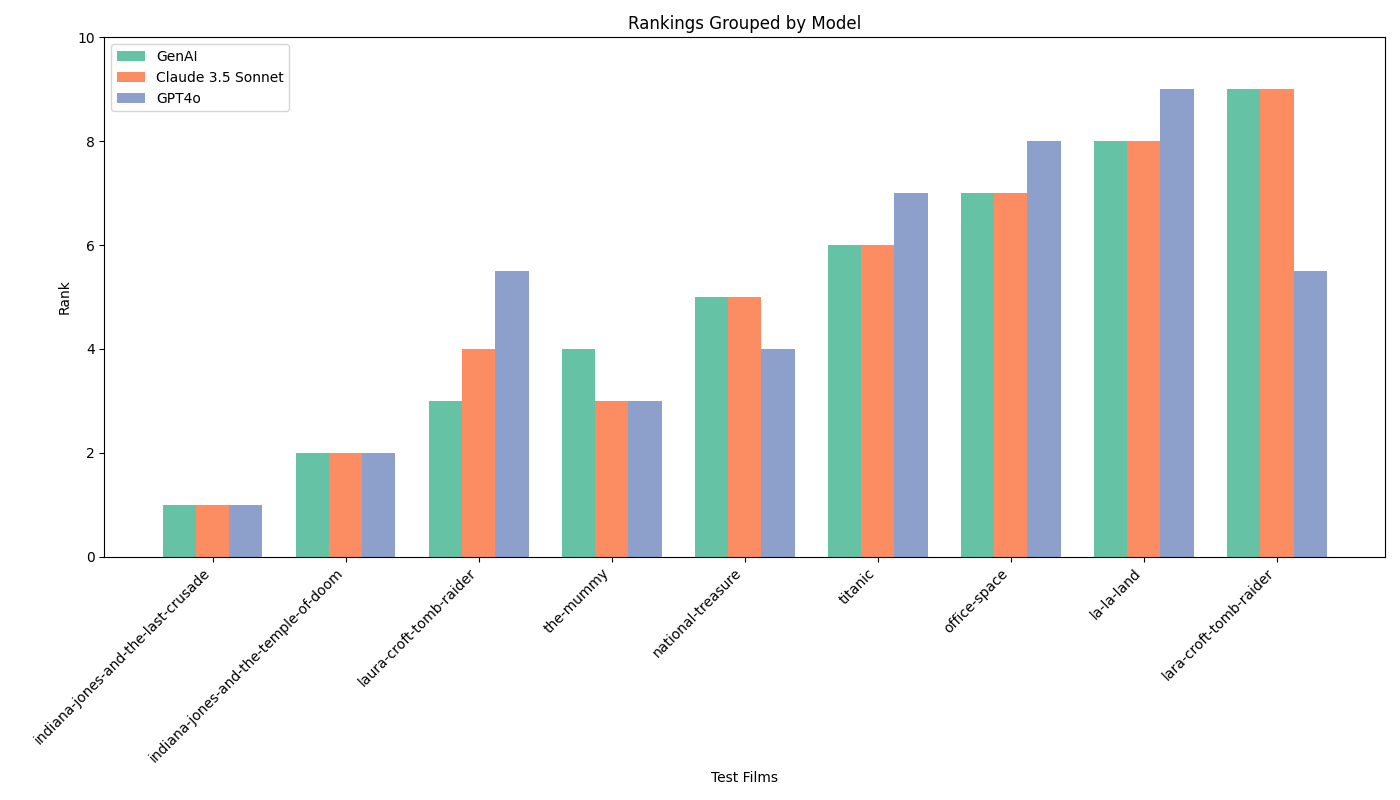 Rankings Grouped by Model
GenAI
Claude 3.5 Sonnet
GPT4o
10
8
6
4
2
0
Rank
indiana-jones-and-the-last-crusade
indiana-jones-and-the-temple-of-doom
laura-croft-tomb-raider
the-mummy
national-treasure
titanic
office-space
la-la-land
lara-croft-tomb-raider
Test Films